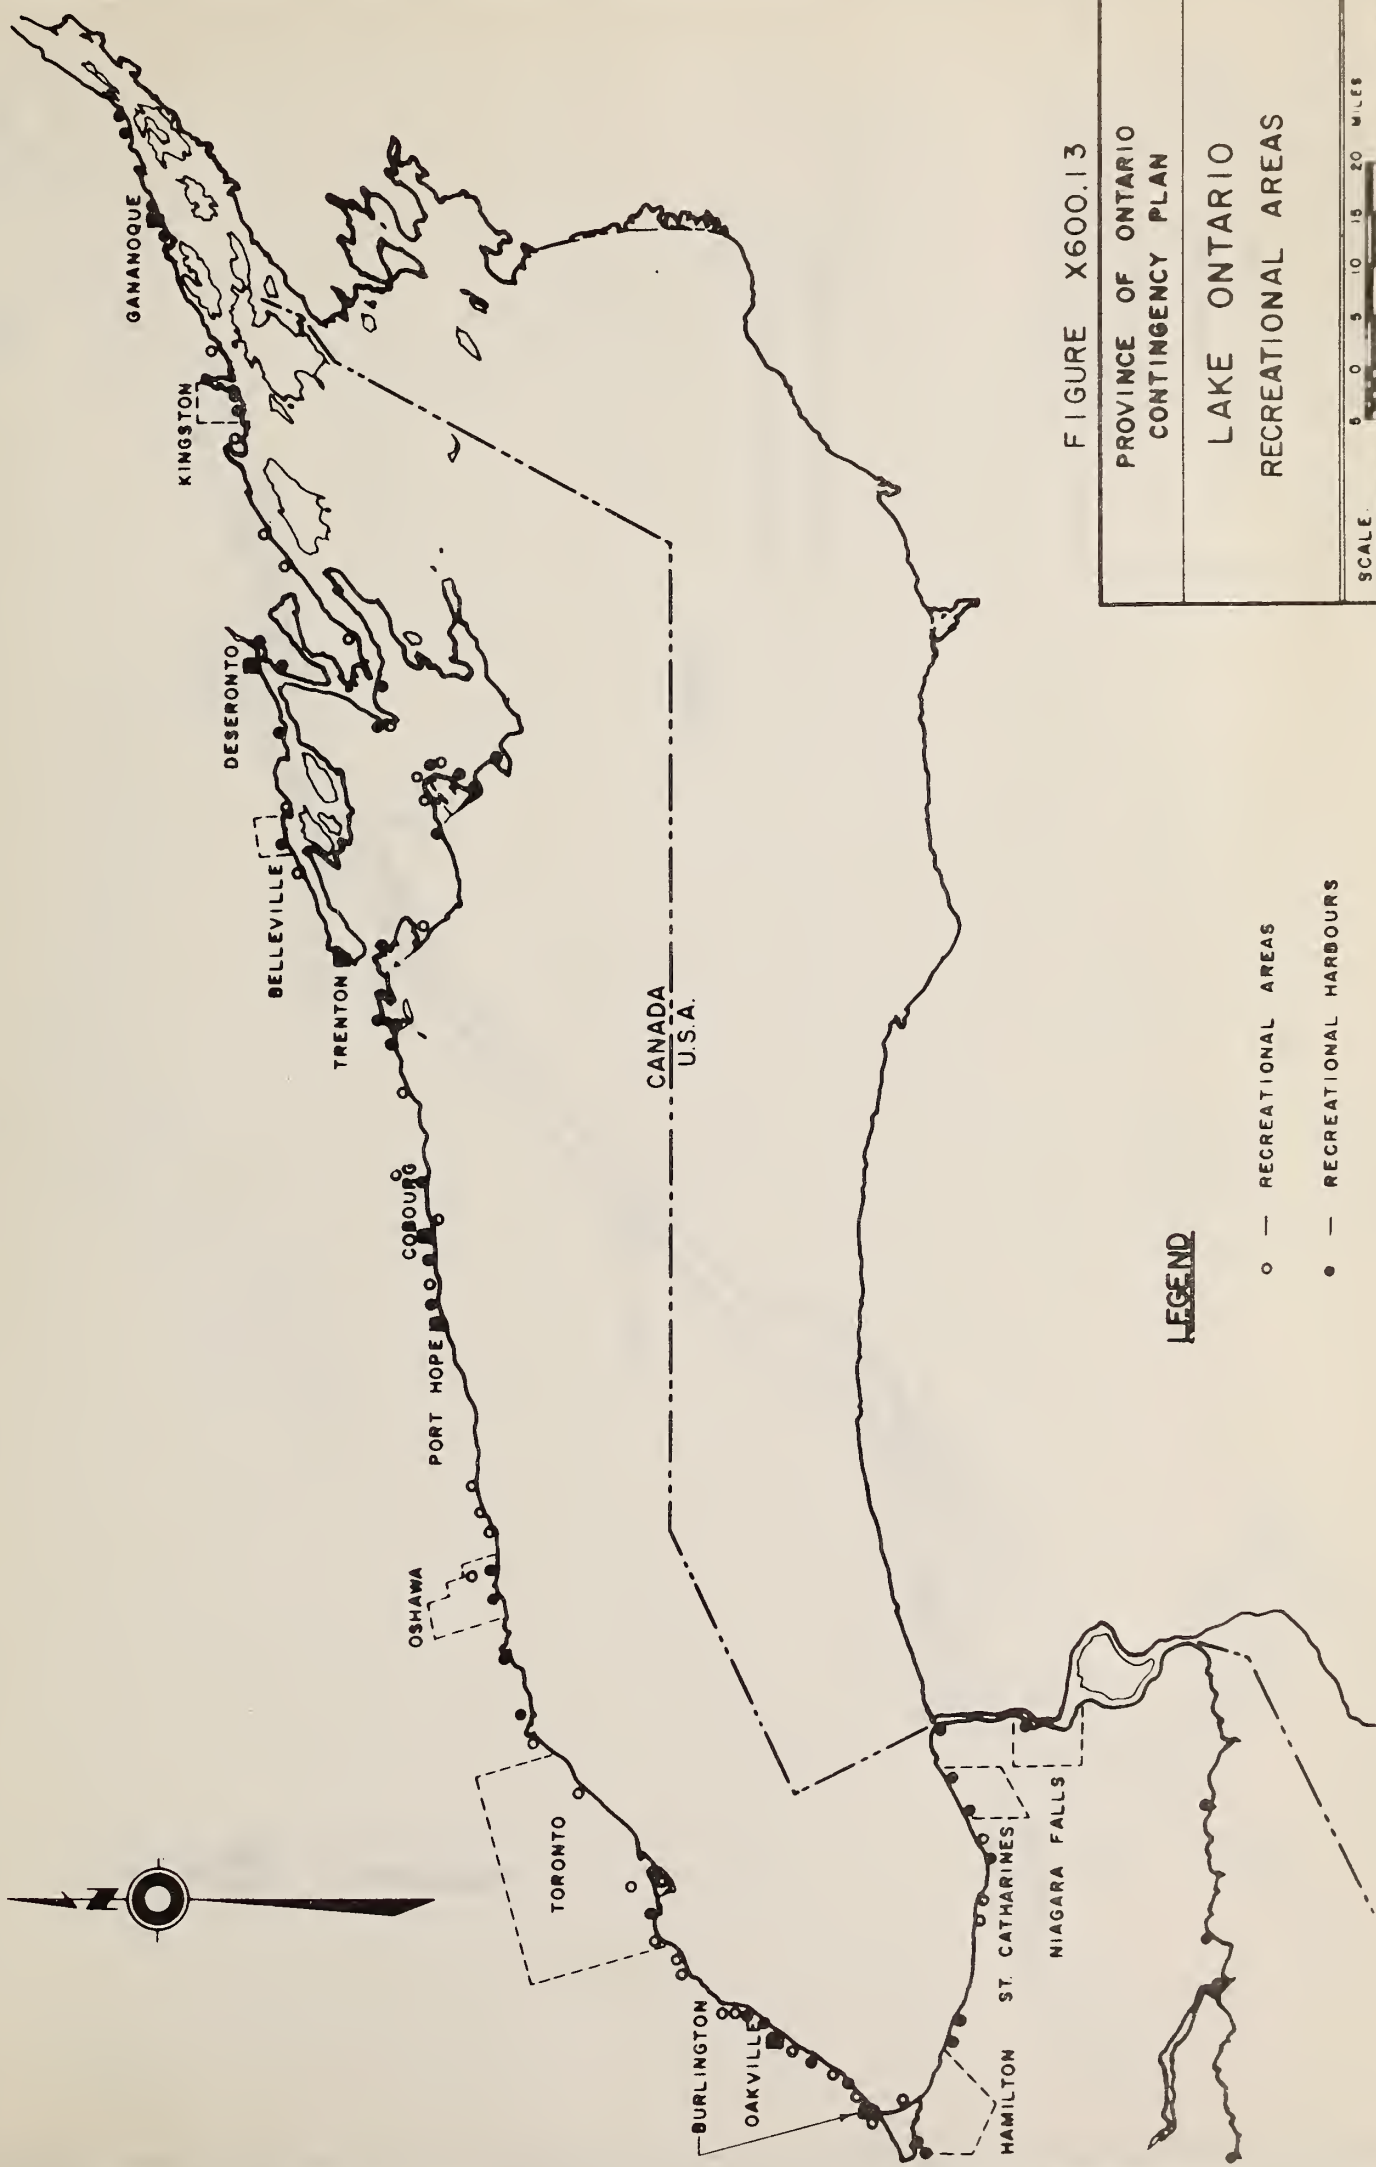 FIGURE X600.13
PROVINCE OF ONTARIO
CONTINGENCY PLAN
LAKE ONTARIO
RECREATIONAL AREAS
SCALE
5 0 5 10 15 20 MILES
LEGEND
○ — RECREATIONAL AREAS
● — RECREATIONAL HARBOURS
CANADA
U.S.A.
N
BURLINGTON
OAKVILLE
HAMILTON
ST. CATHARINES
NIAGARA FALLS
TORONTO
OSHAWA
PORT HOPE
COBOURG
TRENTON
BELLEVILLE
DESERONTO
KINGSTON
GANANOQUE